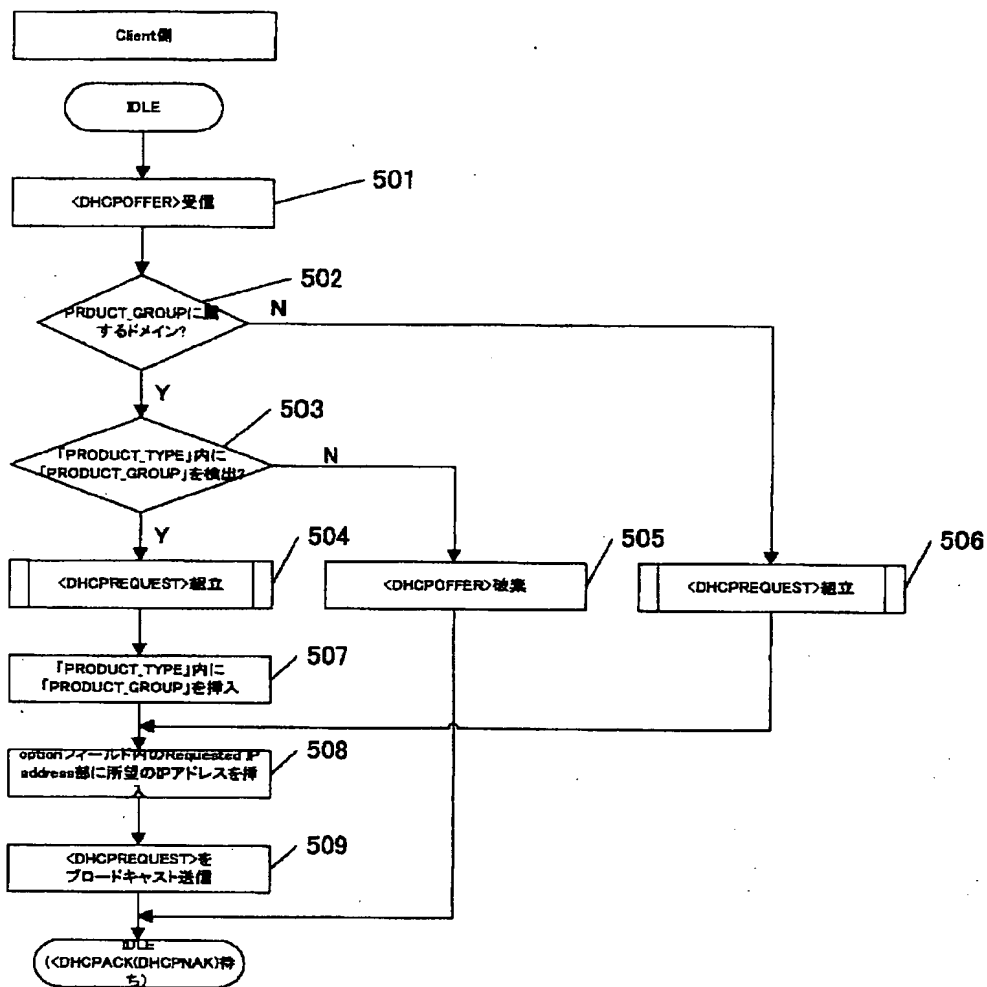 Client側
IDLE
<DHCPOFFER>受信
501
PRDUCT_GROUPに属
するドメイン?
502
N
Y
「PRODUCT_TYPE」内に
「PRODUCT_GROUP」を検出?
503
N
Y
<DHCPREQUEST>組立
504
<DHCPOFFER>破棄
505
<DHCPREQUEST>組立
506
「PRODUCT_TYPE」内に
「PRODUCT_GROUP」を挿入
507
optionフィールド内のRequested IP
address部に所望のIPアドレスを挿
入
508
<DHCPREQUEST>を
ブロードキャスト送信
509
IDLE
(<DHCPACK(DHCPNAK)待
ち)